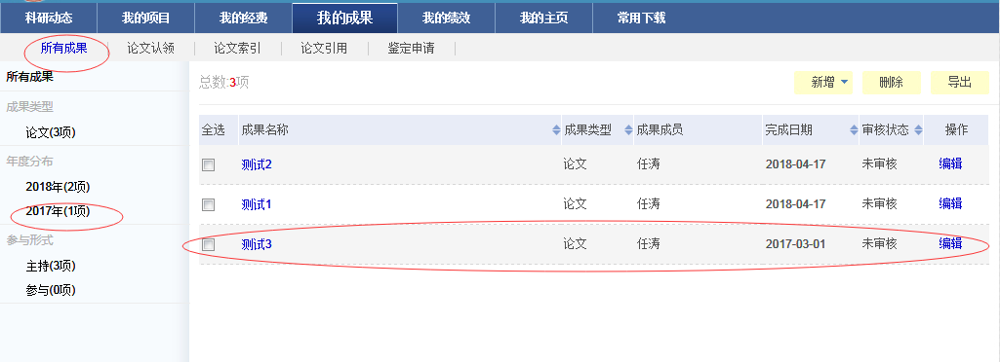 科研动态 我的项目 我的经费 我的成果 我的绩效 我的主页 常用下载
所有成果 论文认领 论文索引 论文引用 鉴定申请
所有成果
成果类型
论文(3项)
年度分布
2018年(2项)
2017年(1项)
参与形式
主持(3项)
参与(0项)
总数:3项 新增 删除 导出
全选 成果名称 成果类型 成果成员 完成日期 审核状态 操作
测试2 论文 任涛 2018-04-17 未审核 编辑
测试1 论文 任涛 2018-04-17 未审核 编辑
测试3 论文 任涛 2017-03-01 未审核 编辑